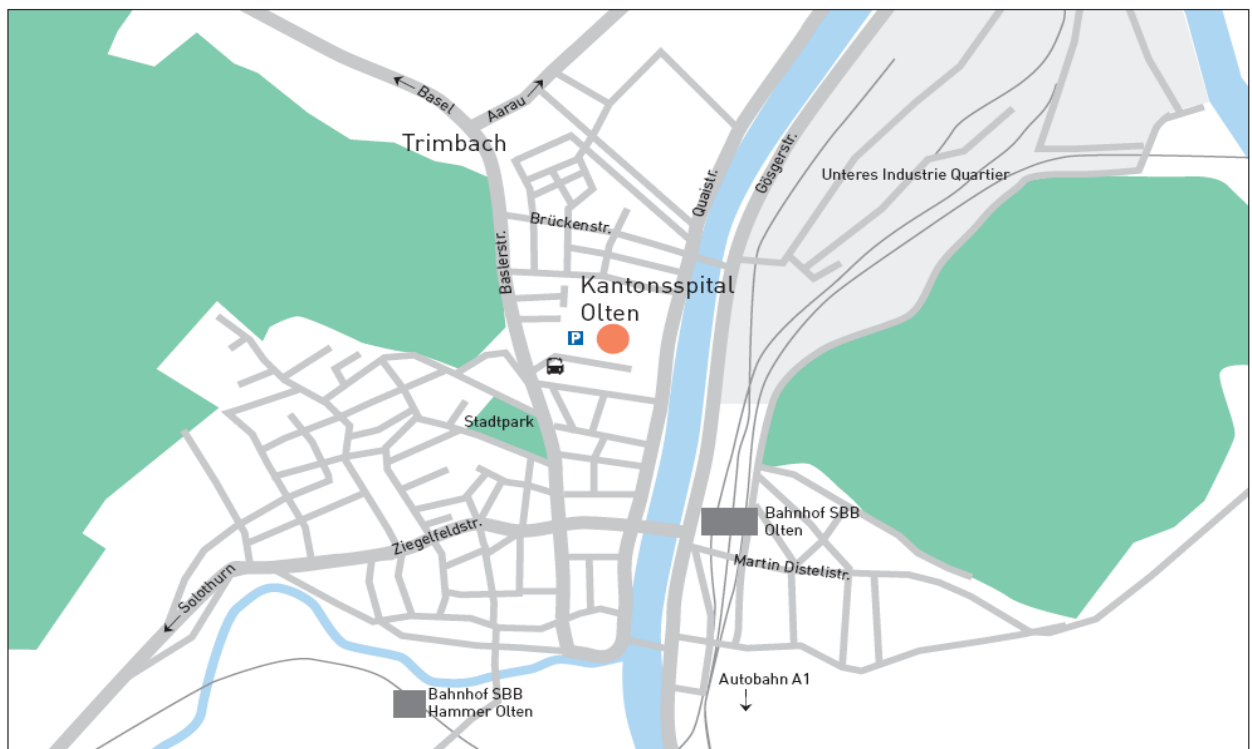 ← Basel
Aarau →
Trimbach
Quaistr.
Gösgerstr.
Unteres Industrie Quartier
Brückenstr.
Baslerstr.
Kantonsspital
Olten
P
Stadtpark
Ziegelfeldstr.
Bahnhof SBB
Olten
Martin Distelistr.
← Solothurn
Autobahn A1
↓
Bahnhof SBB
Hammer Olten